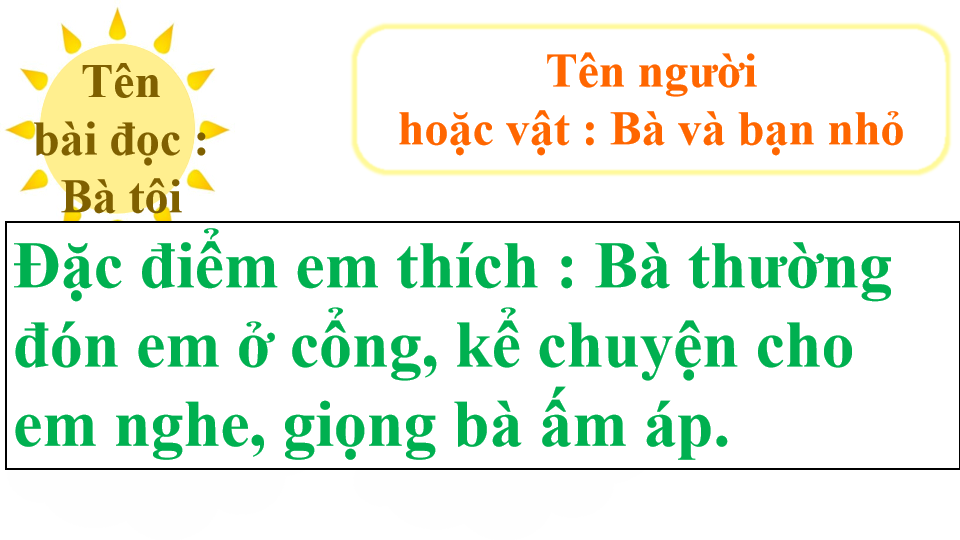 Tên
bài đọc :
Bà tôi
Tên người
hoặc vật : Bà và bạn nhỏ
Đặc điểm em thích : Bà thường
đón em ở cổng, kể chuyện cho
em nghe, giọng bà ấm áp.